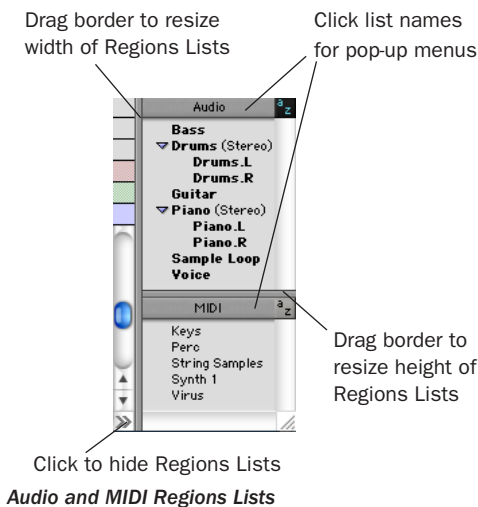 Drag border to resize
width of Regions Lists
Click list names
for pop-up menus
Audio
a z
Bass
Drums (Stereo)
Drums.L
Drums.R
Guitar
Piano (Stereo)
Piano.L
Piano.R
Sample Loop
Voice
MIDI
a z
Keys
Perc
String Samples
Synth 1
Virus
Drag border to
resize height of
Regions Lists
Click to hide Regions Lists
Audio and MIDI Regions Lists